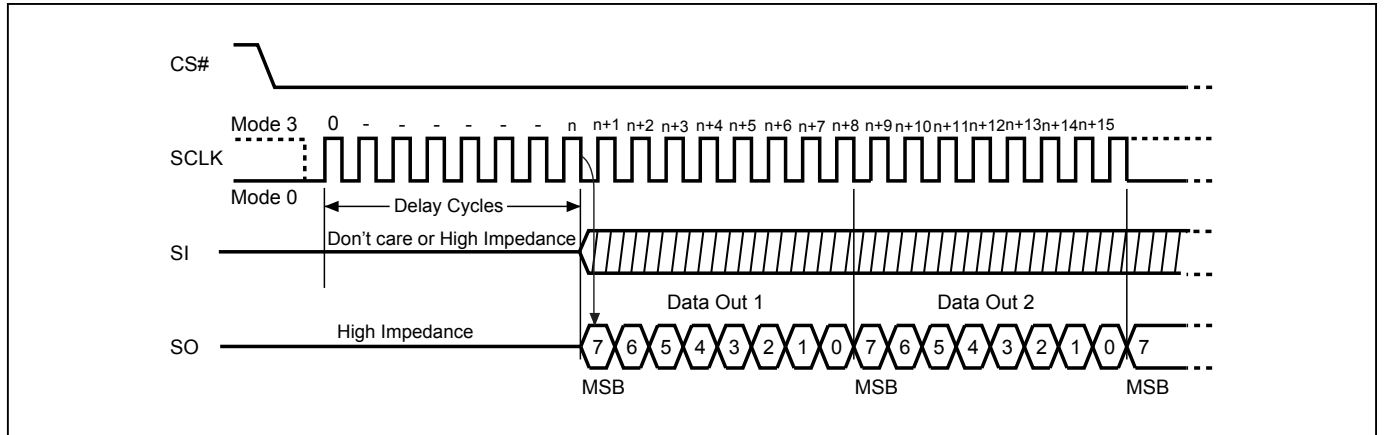 CS#
Mode 3
0 - - - - - - n n+1 n+2 n+3 n+4 n+5 n+6 n+7 n+8 n+9 n+10 n+11 n+12 n+13 n+14 n+15
SCLK
Mode 0
Delay Cycles
Don't care or High Impedance
SI
Data Out 1
Data Out 2
High Impedance
SO
7 6 5 4 3 2 1 0 7 6 5 4 3 2 1 0 7
MSB
MSB
MSB